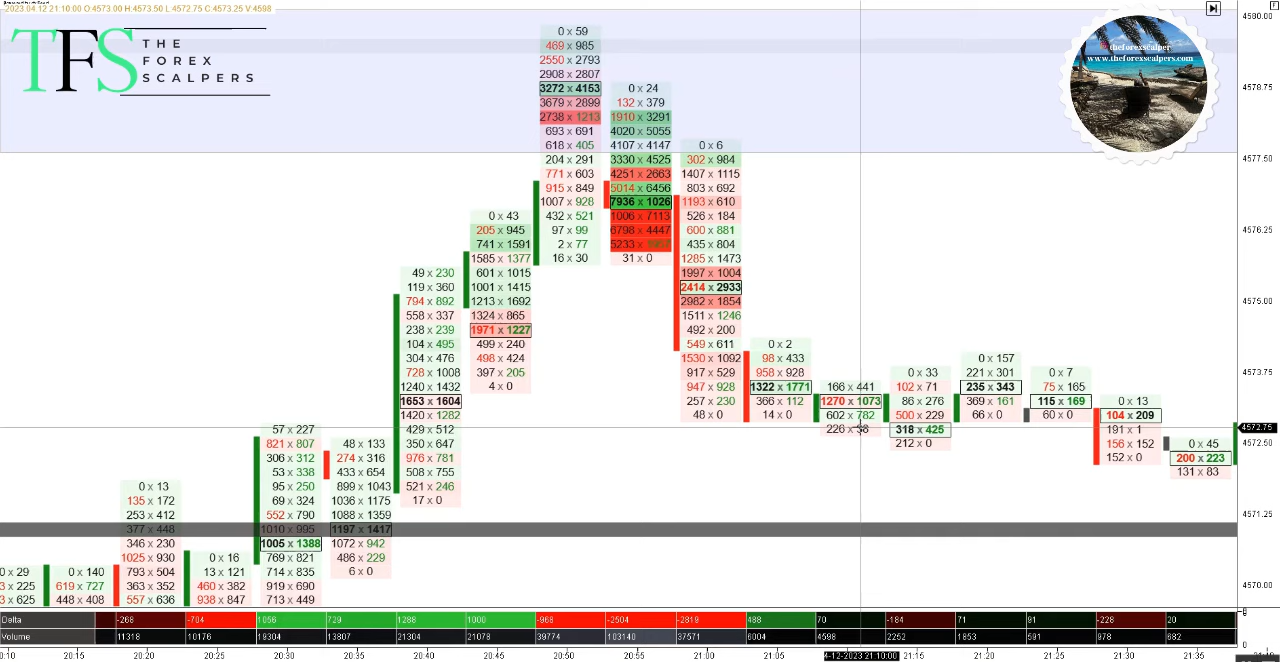 2023.04.12 21:10:00 O:4573.00 H:4573.50 L:4572.75 C:4573.25 V:4598
TFS
THE
FOREX
SCALPERS
theforexscalper
www.theforexscalpers.com
4580.00
4578.75
4577.50
4576.25
4575.00
4573.75
4572.75
4572.50
4571.25
4570.00
0 x 29
3 x 225
3 x 625
0 x 140
619 x 727
448 x 408
0 x 13
135 x 172
253 x 412
377 x 448
346 x 230
1025 x 930
793 x 504
363 x 352
557 x 636
0 x 16
13 x 121
460 x 382
938 x 847
57 x 227
821 x 807
306 x 312
53 x 338
95 x 250
69 x 324
552 x 790
1010 x 995
1005 x 1388
769 x 821
714 x 835
919 x 690
713 x 449
48 x 133
274 x 316
433 x 654
899 x 1043
1036 x 1175
1088 x 1359
1197 x 1417
1072 x 942
486 x 229
6 x 0
49 x 230
119 x 360
794 x 892
558 x 337
238 x 239
104 x 495
304 x 476
728 x 1008
1240 x 1432
1653 x 1604
1420 x 1282
429 x 512
350 x 647
976 x 781
508 x 755
521 x 246
17 x 0
0 x 43
205 x 945
741 x 1591
1585 x 1377
601 x 1015
1001 x 1415
1213 x 1692
1324 x 865
1971 x 1227
499 x 240
498 x 424
397 x 205
4 x 0
0 x 59
469 x 985
2550 x 2793
2908 x 2807
3272 x 4153
3679 x 2899
2738 x 1213
693 x 691
618 x 405
204 x 291
771 x 603
915 x 849
1007 x 928
432 x 521
97 x 99
2 x 77
16 x 30
0 x 24
132 x 379
1910 x 3291
4020 x 5055
4107 x 4147
3330 x 4525
4251 x 2663
5014 x 6456
7936 x 1026
1006 x 7113
6798 x 4447
5233 x
31 x 0
0 x 6
302 x 984
1407 x 1115
803 x 692
1193 x 610
526 x 184
600 x 881
435 x 804
1285 x 1473
1997 x 1004
2414 x 2933
2982 x 1854
1511 x 1246
492 x 200
549 x 611
1530 x 1092
917 x 529
947 x 928
257 x 230
48 x 0
0 x 2
98 x 433
958 x 928
1322 x 1771
366 x 112
14 x 0
166 x 441
1270 x 1073
602 x 782
226 x
0 x 33
102 x 71
86 x 276
500 x 229
318 x 425
212 x 0
0 x 157
221 x 301
235 x 343
369 x 161
66 x 0
0 x 7
75 x 165
115 x 169
60 x 0
0 x 13
104 x 209
191 x 1
156 x 152
152 x 0
0 x 45
200 x 223
131 x 83
Delta -268 -704 1056 729 1288 1000 -968 -2504 -2819 488 70 -184 71 91 -228 20
Volume 11318 10176 19304 13807 21304 21078 39774 103140 37571 6004 4598 2252 1853 591 978 682
0:10 20:15 20:20 20:25 20:30 20:35 20:40 20:45 20:50 20:55 21:00 21:05 4-12-2023 21:10:00 21:15 21:20 21:25 21:30 21:35